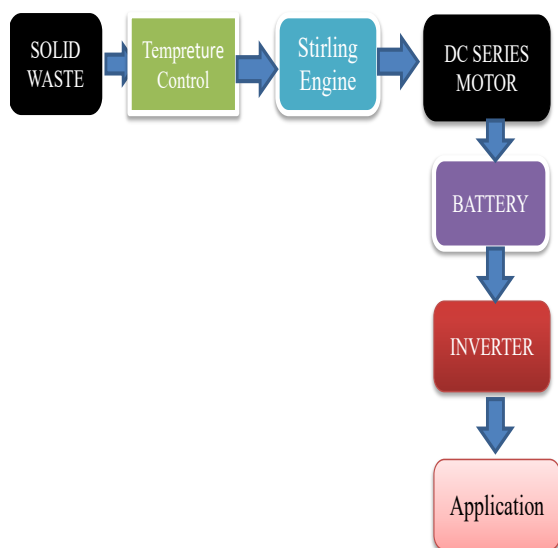 SOLID
WASTE
Tempreture
Control
Stirling
Engine
DC SERIES
MOTOR
BATTERY
INVERTER
Application